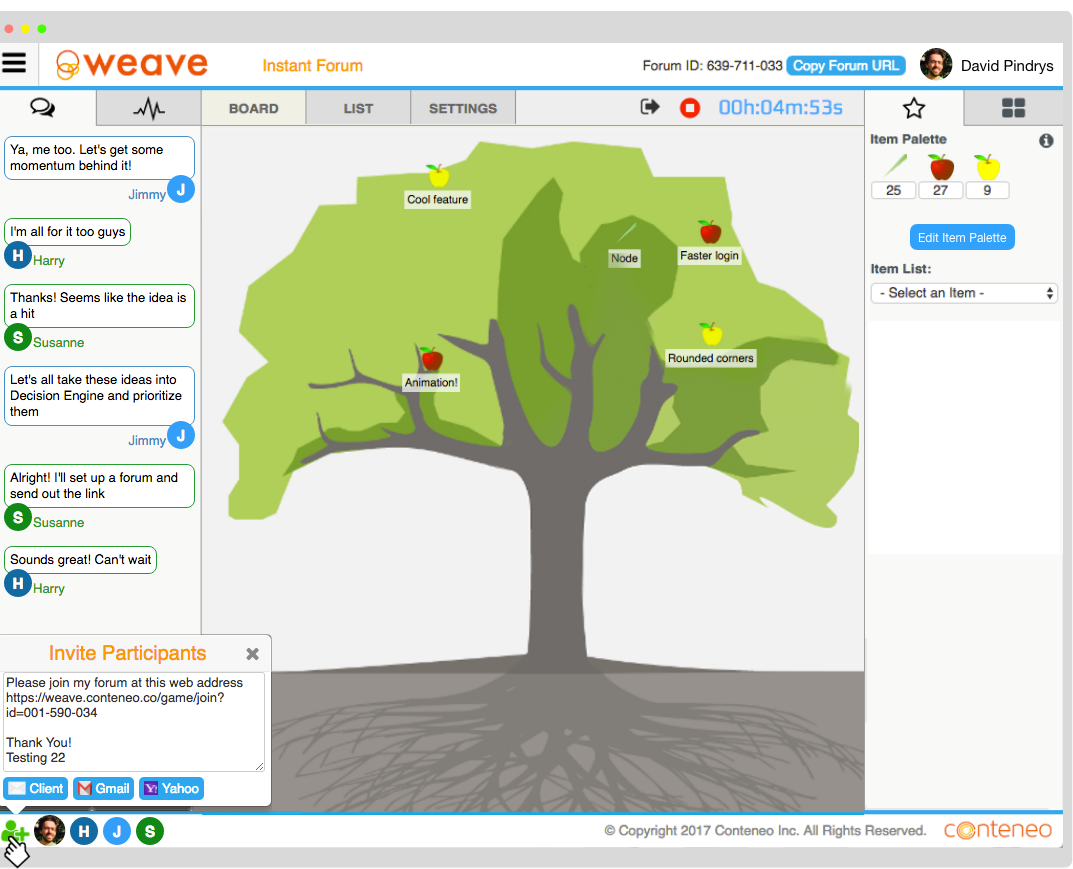 weave
Instant Forum
Forum ID: 639-711-033
Copy Forum URL
David Pindrys
BOARD
LIST
SETTINGS
00h:04m:53s
Ya, me too. Let's get some
momentum behind it!
Jimmy
J
I'm all for it too guys
H
Harry
Thanks! Seems like the idea is
a hit
S
Susanne
Let's all take these ideas into
Decision Engine and prioritize
them
Jimmy
J
Alright! I'll set up a forum and
send out the link
S
Susanne
Sounds great! Can't wait
H
Harry
Cool feature
Node
Faster login
Rounded corners
Animation!
Item Palette
25
27
9
Edit Item Palette
Item List:
- Select an Item -
Invite Participants
Please join my forum at this web address
https://weave.conteneo.co/game/join?
id=001-590-034
Thank You!
Testing 22
Client
Gmail
Yahoo
H
J
S
© Copyright 2017 Conteneo Inc. All Rights Reserved.
conteneo